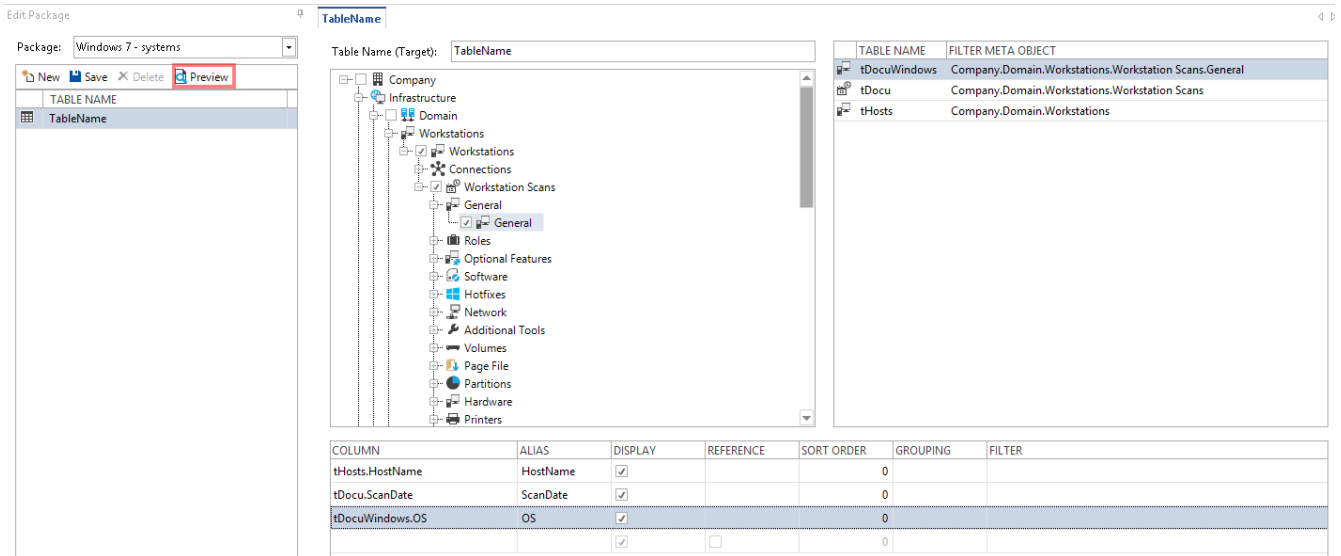 Edit Package
Package: Windows 7 - systems
New Save Delete Preview
TABLE NAME
TableName
TableName
Table Name (Target): TableName
Company
Infrastructure
Domain
Workstations
Workstations
Connections
Workstation Scans
General
General
Roles
Optional Features
Software
Hotfixes
Network
Additional Tools
Volumes
Page File
Partitions
Hardware
Printers
TABLE NAME FILTER META OBJECT
tDocuWindows Company.Domain.Workstations.Workstation Scans.General
tDocu Company.Domain.Workstations.Workstation Scans
tHosts Company.Domain.Workstations
COLUMN ALIAS DISPLAY REFERENCE SORT ORDER GROUPING FILTER
tHosts.HostName HostName 0
tDocu.ScanDate ScanDate 0
tDocuWindows.OS OS 0
0